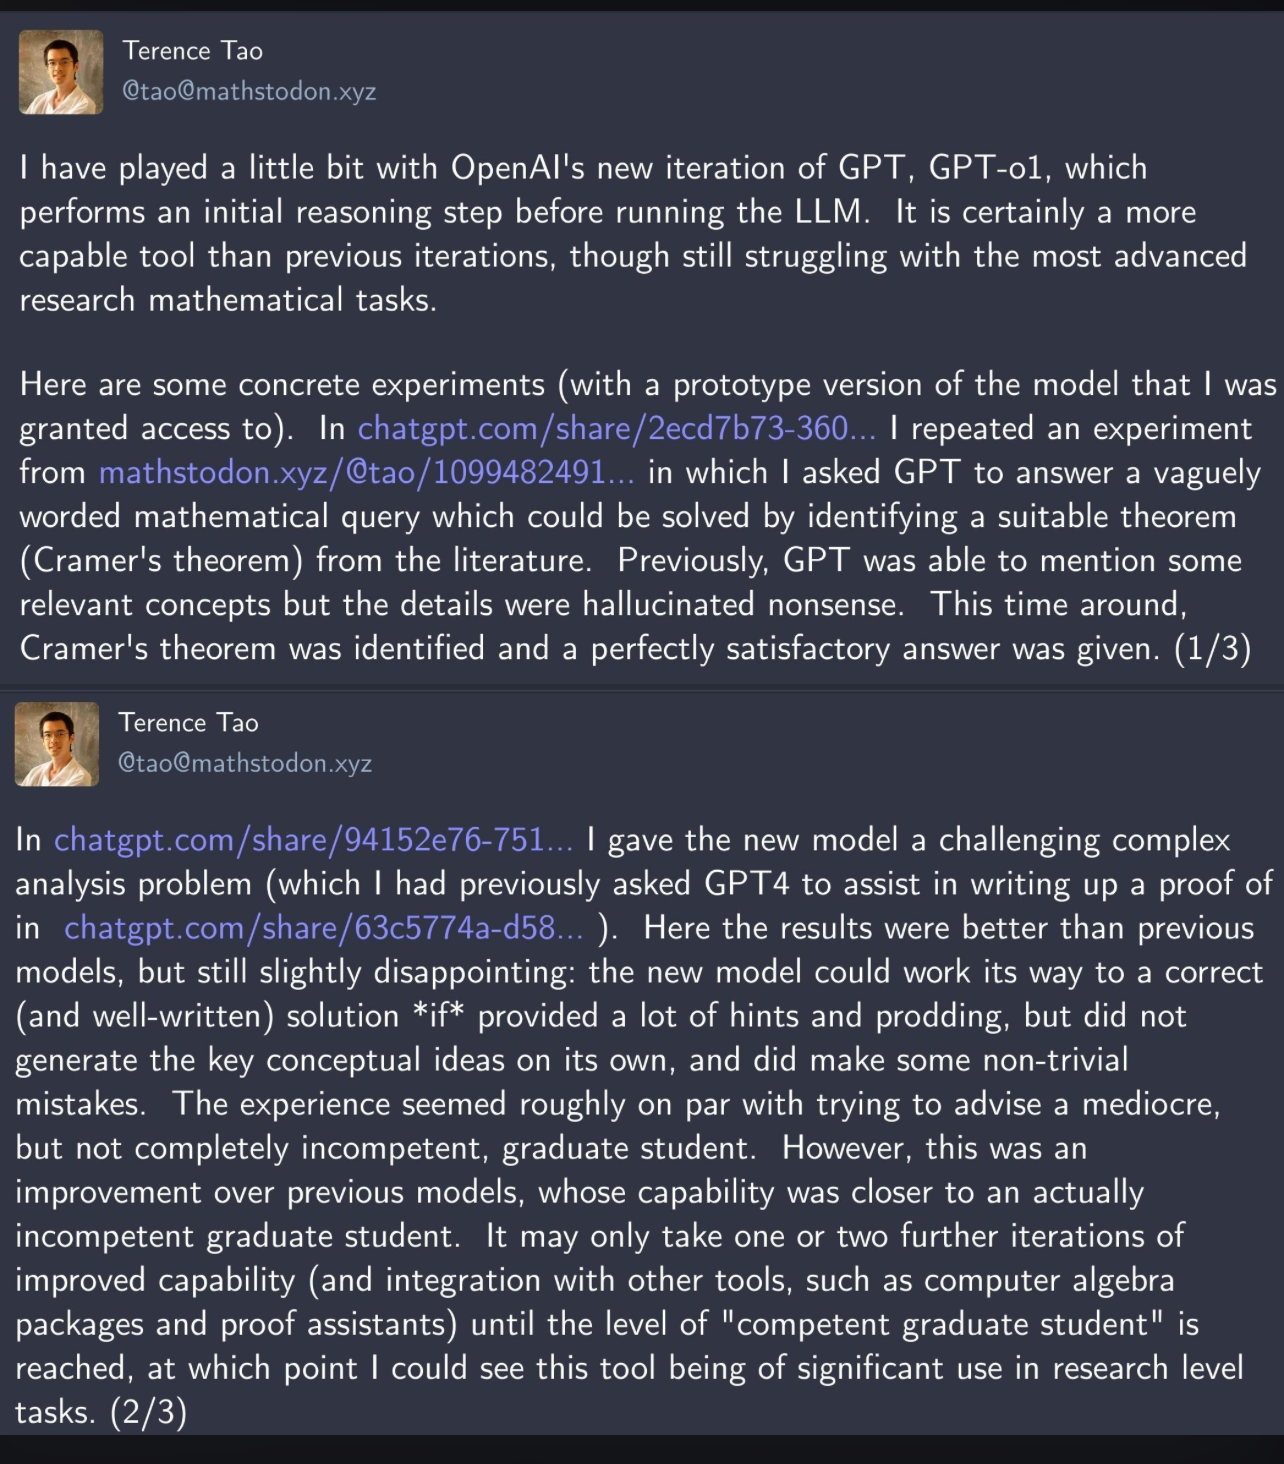 Terence Tao
@tao@mathstodon.xyz
I have played a little bit with OpenAI's new iteration of GPT, GPT-o1, which
performs an initial reasoning step before running the LLM.  It is certainly a more
capable tool than previous iterations, though still struggling with the most advanced
research mathematical tasks.
Here are some concrete experiments (with a prototype version of the model that I was
granted access to).  In chatgpt.com/share/2ecd7b73-360... I repeated an experiment
from mathstodon.xyz/@tao/1099482491... in which I asked GPT to answer a vaguely
worded mathematical query which could be solved by identifying a suitable theorem
(Cramer's theorem) from the literature.  Previously, GPT was able to mention some
relevant concepts but the details were hallucinated nonsense.  This time around,
Cramer's theorem was identified and a perfectly satisfactory answer was given. (1/3)
Terence Tao
@tao@mathstodon.xyz
In chatgpt.com/share/94152e76-751... I gave the new model a challenging complex
analysis problem (which I had previously asked GPT4 to assist in writing up a proof of
in  chatgpt.com/share/63c5774a-d58... ).  Here the results were better than previous
models, but still slightly disappointing: the new model could work its way to a correct
(and well-written) solution *if* provided a lot of hints and prodding, but did not
generate the key conceptual ideas on its own, and did make some non-trivial
mistakes.  The experience seemed roughly on par with trying to advise a mediocre,
but not completely incompetent, graduate student.  However, this was an
improvement over previous models, whose capability was closer to an actually
incompetent graduate student.  It may only take one or two further iterations of
improved capability (and integration with other tools, such as computer algebra
packages and proof assistants) until the level of "competent graduate student" is
reached, at which point I could see this tool being of significant use in research level
tasks. (2/3)